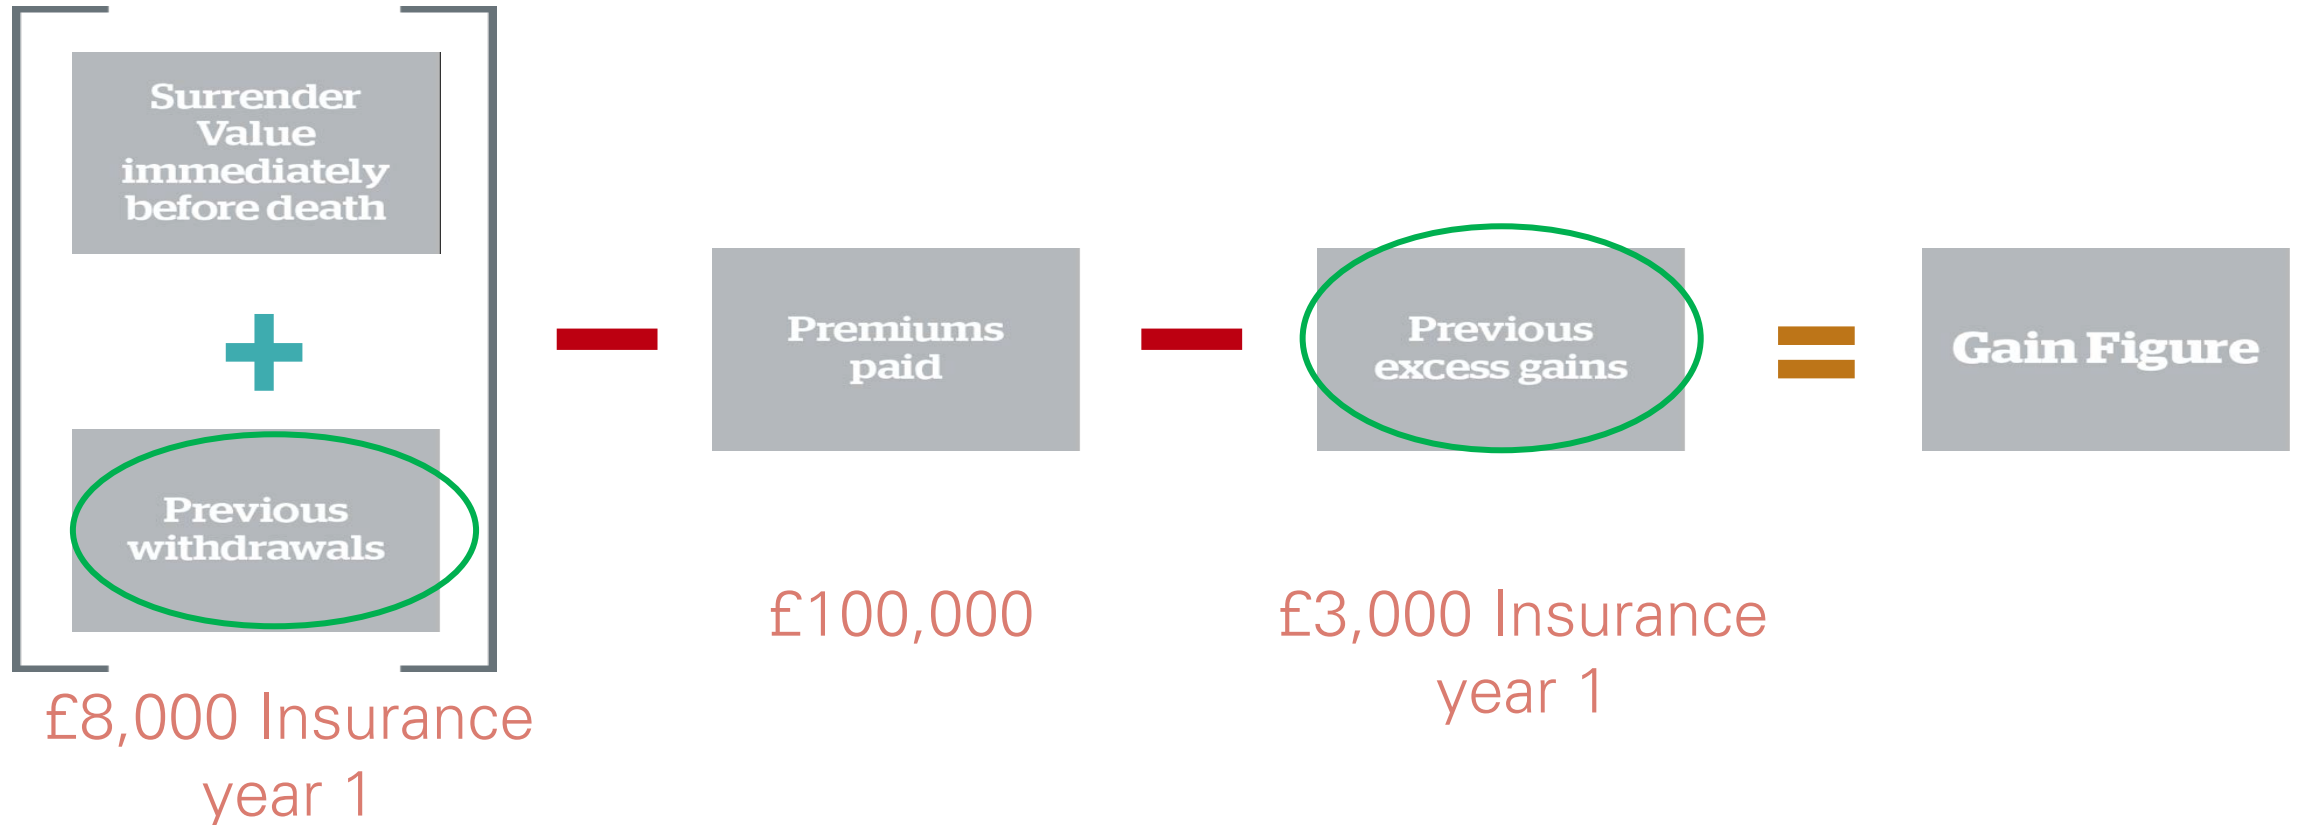 Surrender
Value
immediately
before death
+
Previous
withdrawals
£8,000 Insurance
year 1
−
Premiums
paid
£100,000
−
Previous
excess gains
£3,000 Insurance
year 1
=
Gain Figure